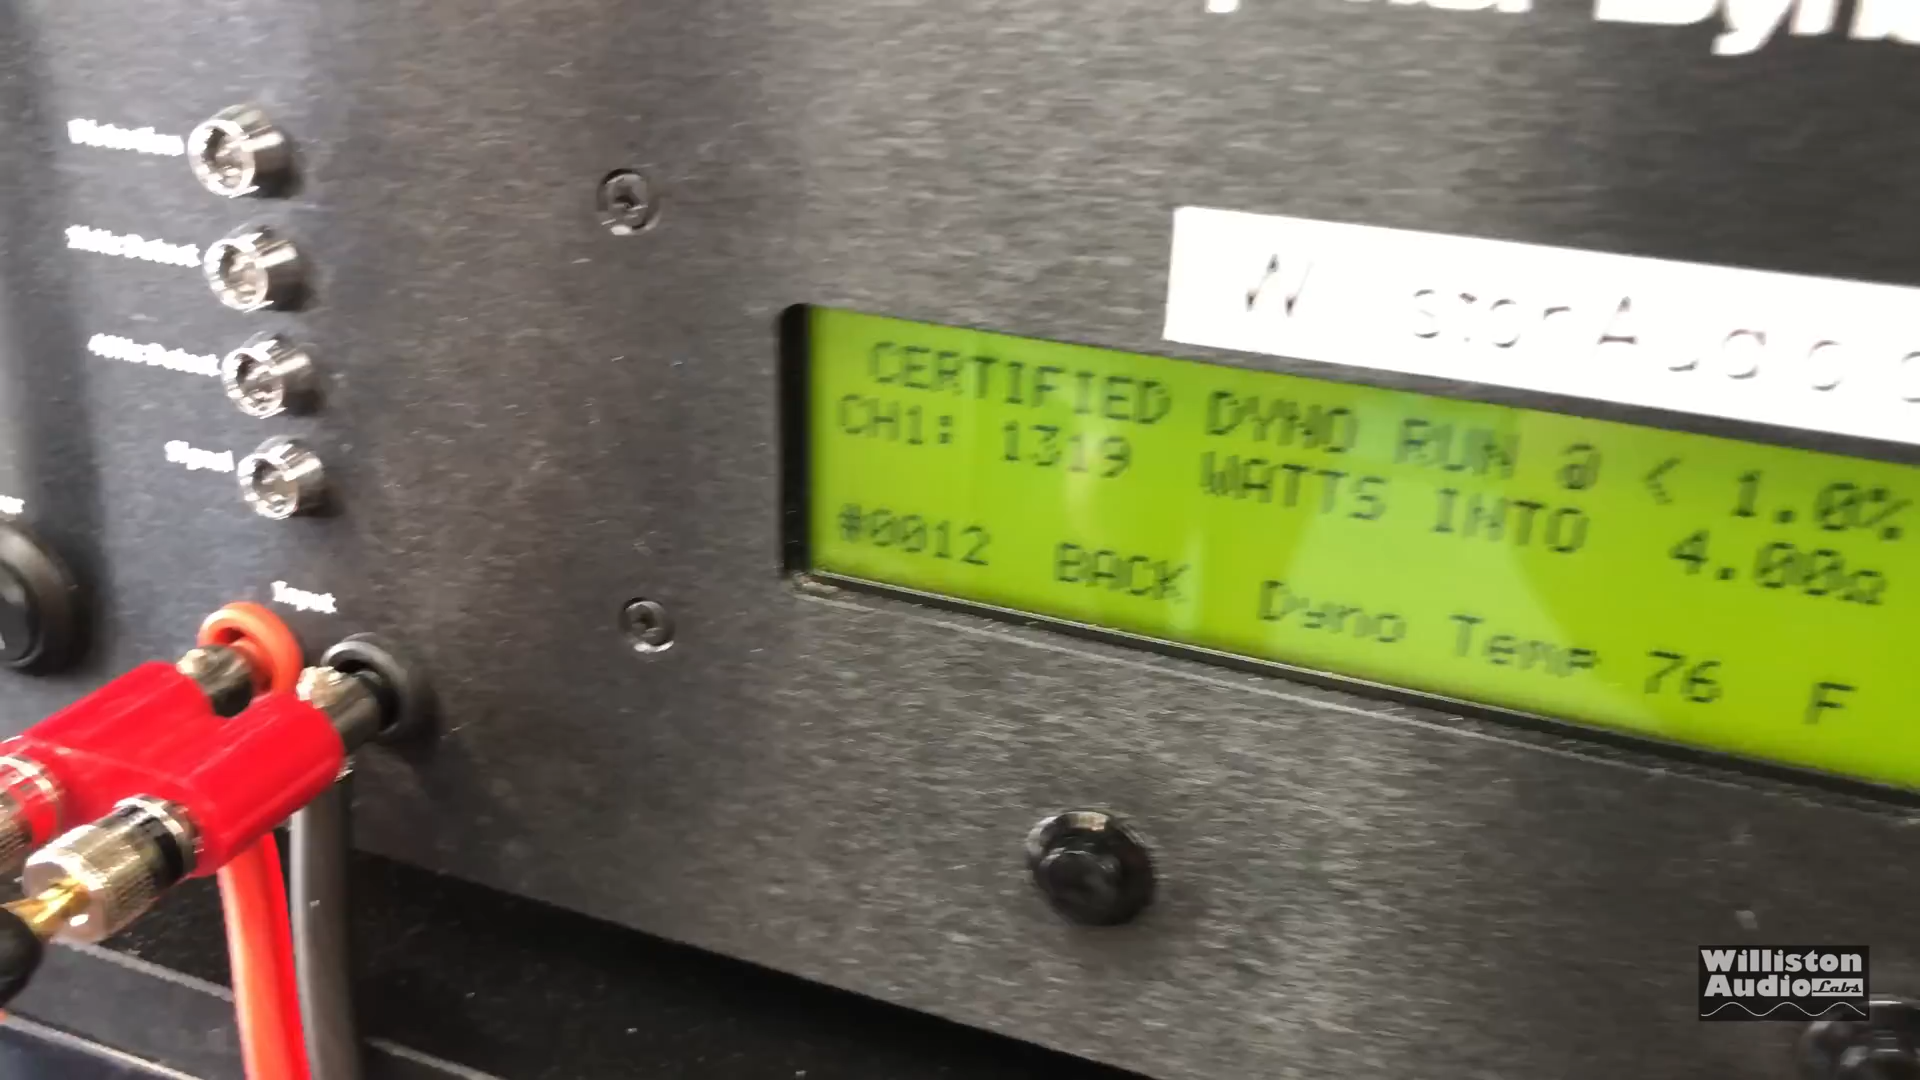 CERTIFIED DYNO RUN @ < 1.0%
CH1: 1319 WATTS INTO 4.00Ω
#0012 BACK Dyno Temp 76 F
Distortion
Signal
Input
Williston
Audio Labs